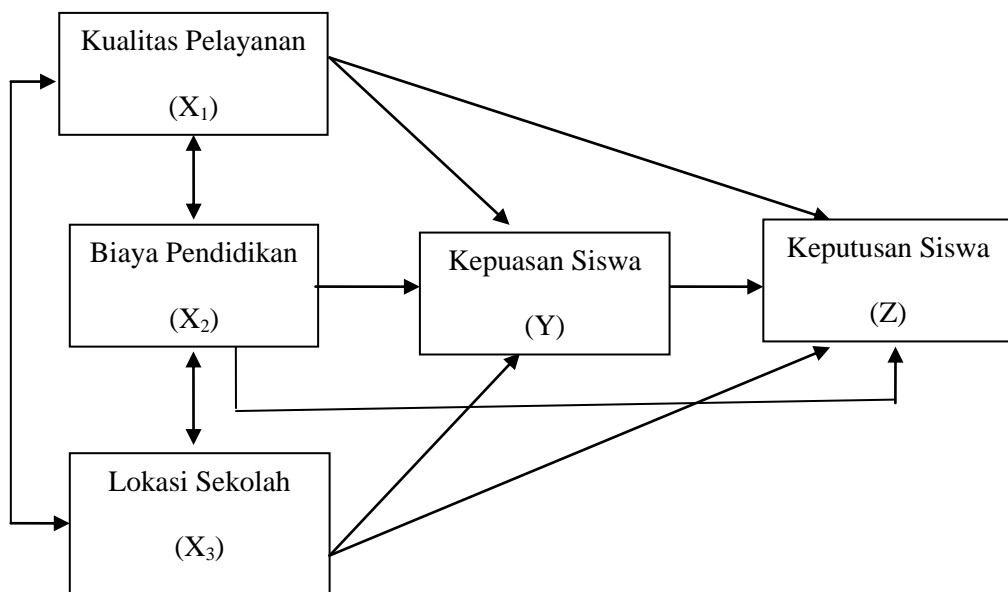 Kualitas Pelayanan
(X₁)
Biaya Pendidikan
(X₂)
Kepuasan Siswa
(Y)
Keputusan Siswa
(Z)
Lokasi Sekolah
(X₃)